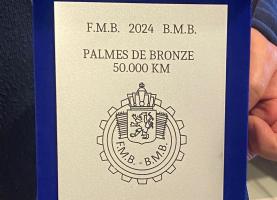 F.M.B. 2024 B.M.B.
PALMES DE BRONZE
50.000 KM
F.M.B. - B.M.B.